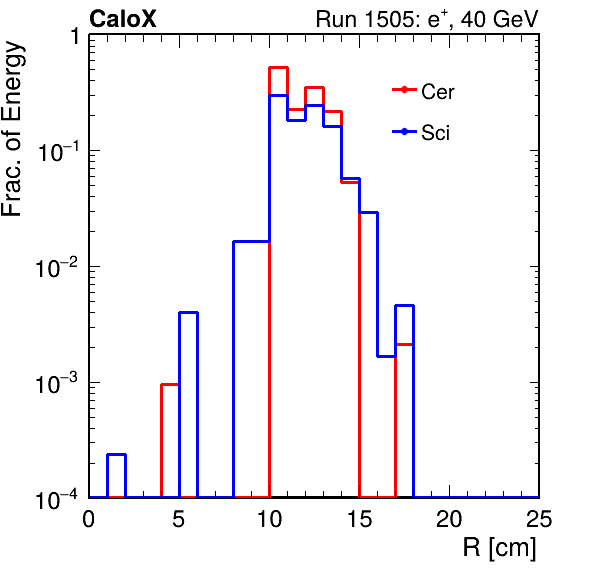 CaloX Run 1505: e⁺, 40 GeV
Frac. of Energy
1
10⁻¹
10⁻²
10⁻³
10⁻⁴
Cer
Sci
0 5 10 15 20 25
R [cm]